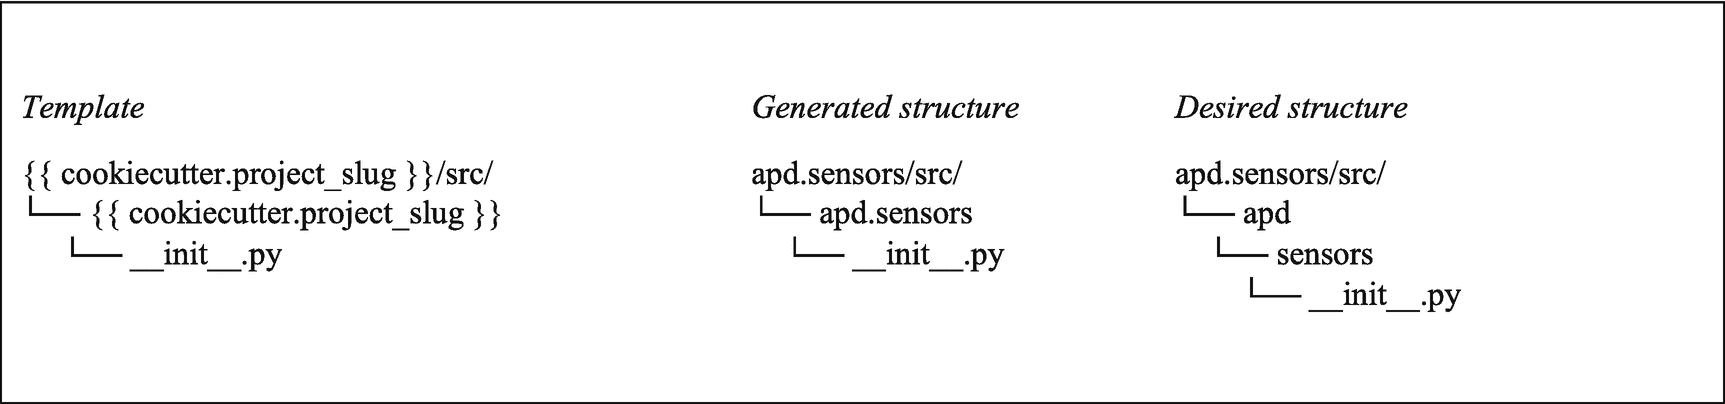 Template
{{ cookiecutter.project_slug }}/src/
└── {{ cookiecutter.project_slug }}
└── __init__.py
Generated structure
apd.sensors/src/
└── apd.sensors
└── __init__.py
Desired structure
apd.sensors/src/
└── apd
└── sensors
└── __init__.py